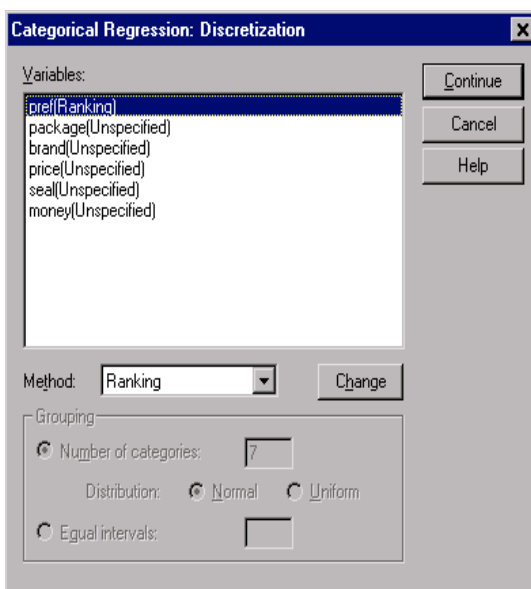 Categorical Regression: Discretization
Variables:
pref(Ranking)
package(Unspecified)
brand(Unspecified)
price(Unspecified)
seal(Unspecified)
money(Unspecified)
Continue
Cancel
Help
Method: Ranking Change
Grouping
Number of categories: 7
Distribution: Normal Uniform
Equal intervals: